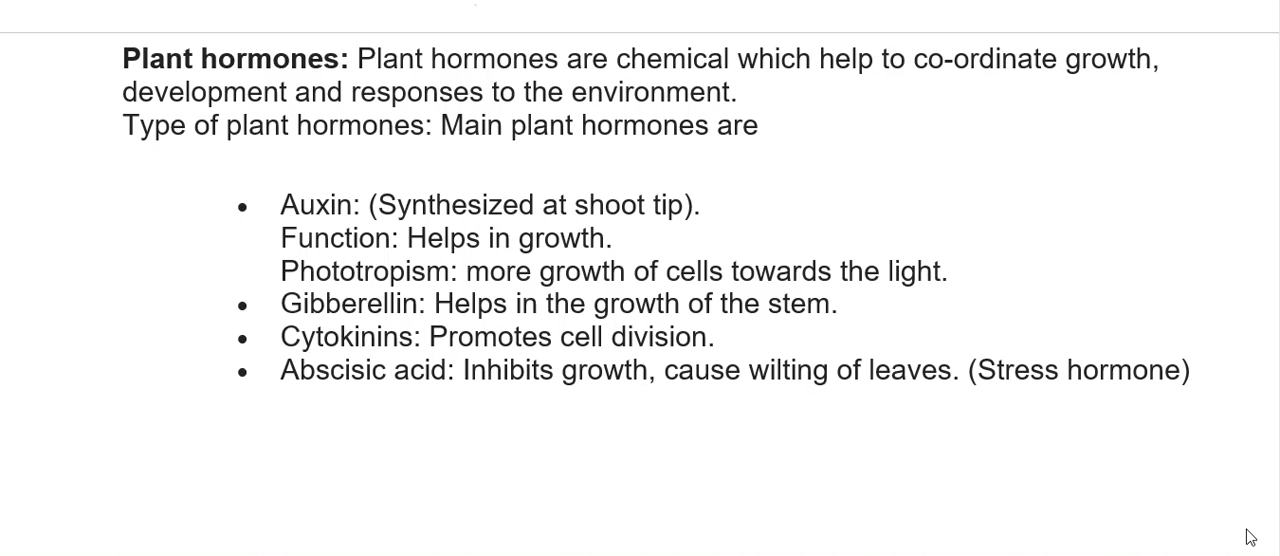 Plant hormones: Plant hormones are chemical which help to co-ordinate growth,
development and responses to the environment.
Type of plant hormones: Main plant hormones are
• Auxin: (Synthesized at shoot tip).
Function: Helps in growth.
Phototropism: more growth of cells towards the light.
• Gibberellin: Helps in the growth of the stem.
• Cytokinins: Promotes cell division.
• Abscisic acid: Inhibits growth, cause wilting of leaves. (Stress hormone)